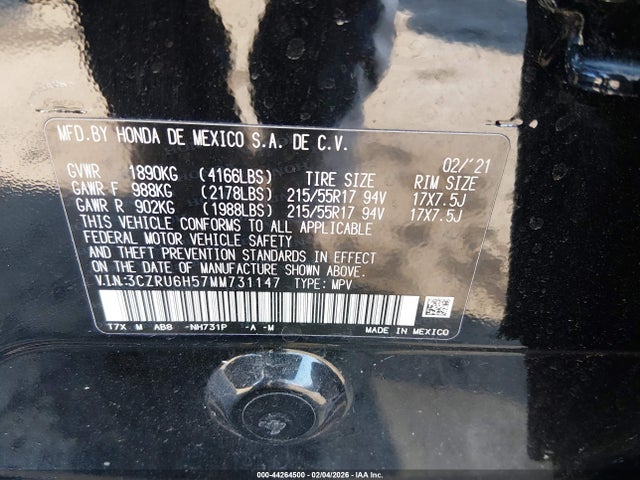 MFD.BY HONDA DE MEXICO S.A. DE C.V.
02/'21
GVWR 1890KG (4166LBS) TIRE SIZE RIM SIZE
GAWR F 988KG (2178LBS) 215/55R17 94V 17X7.5J
GAWR R 902KG (1988LBS) 215/55R17 94V 17X7.5J
THIS VEHICLE CONFORMS TO ALL APPLICABLE
FEDERAL MOTOR VEHICLE SAFETY
AND THEFT PREVENTION STANDARDS IN EFFECT
ON THE DATE OF MANUFACTURE SHOWN ABOVE.
V.I.N:3CZRU6H57MM731147 TYPE: MPV
T7X M AB8 -NH731P -A -M
MADE IN MEXICO
000-44264500 - 02/04/2026 - IAA Inc.